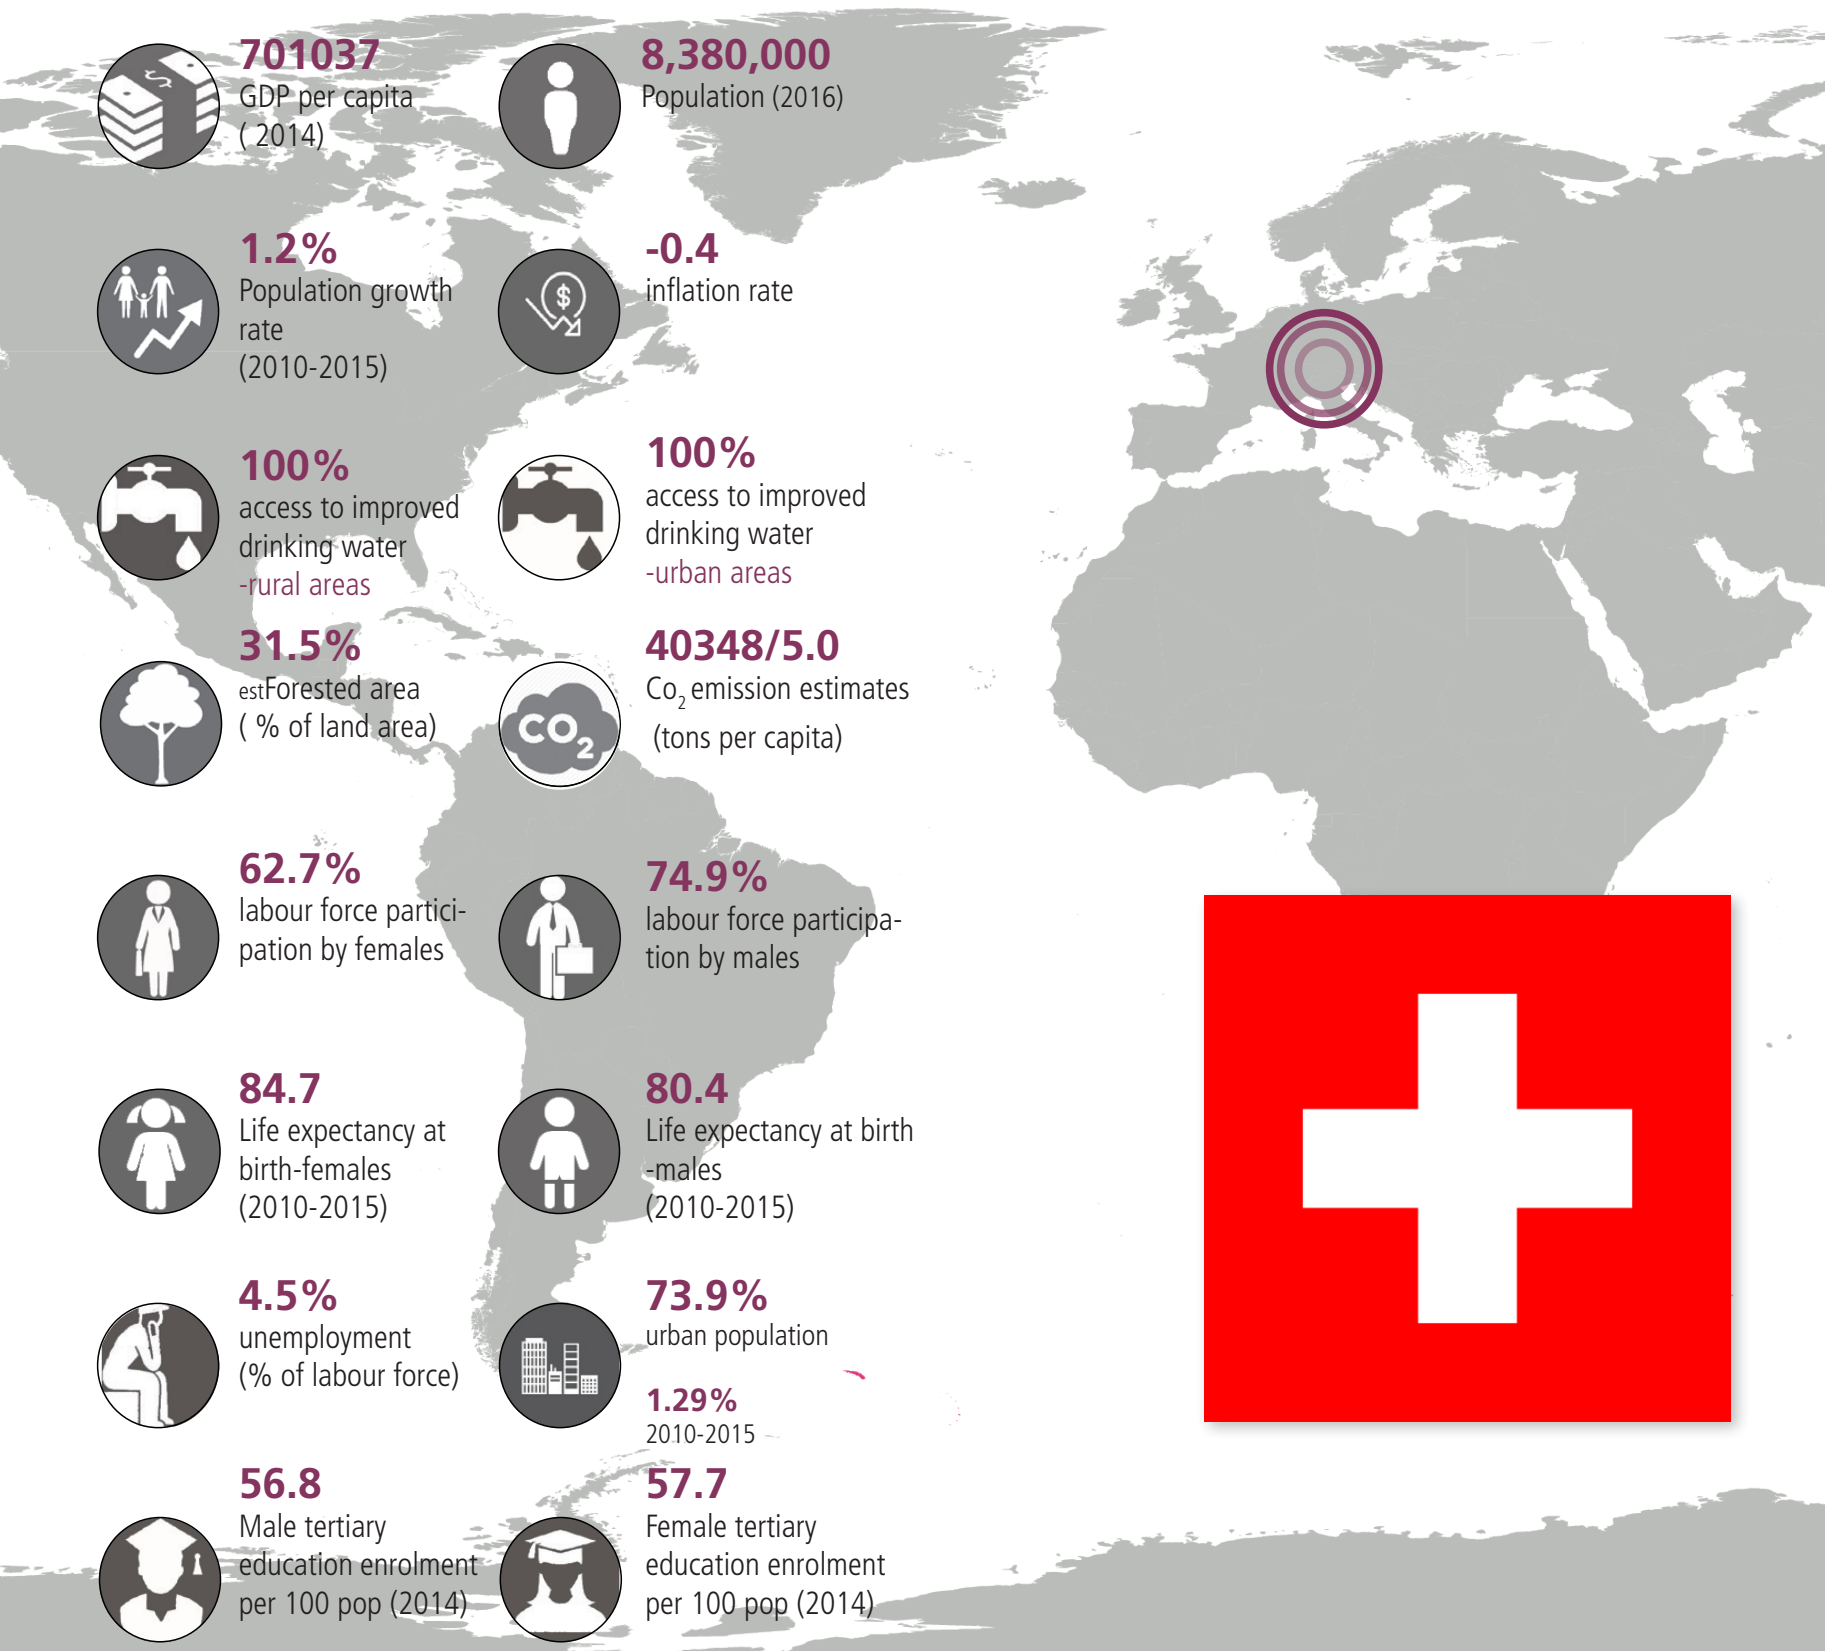 701037
GDP per capita
( 2014)
8,380,000
Population (2016)
1.2%
Population growth
rate
(2010-2015)
-0.4
inflation rate
$
100%
access to improved
drinking water
-rural areas
100%
access to improved
drinking water
-urban areas
31.5%
estForested area
( % of land area)
40348/5.0
Co2 emission estimates
(tons per capita)
CO2
62.7%
labour force partici-
pation by females
74.9%
labour force participa-
tion by males
84.7
Life expectancy at
birth-females
(2010-2015)
80.4
Life expectancy at birth
-males
(2010-2015)
4.5%
unemployment
(% of labour force)
73.9%
urban population
1.29%
2010-2015
56.8
Male tertiary
education enrolment
per 100 pop (2014)
57.7
Female tertiary
education enrolment
per 100 pop (2014)